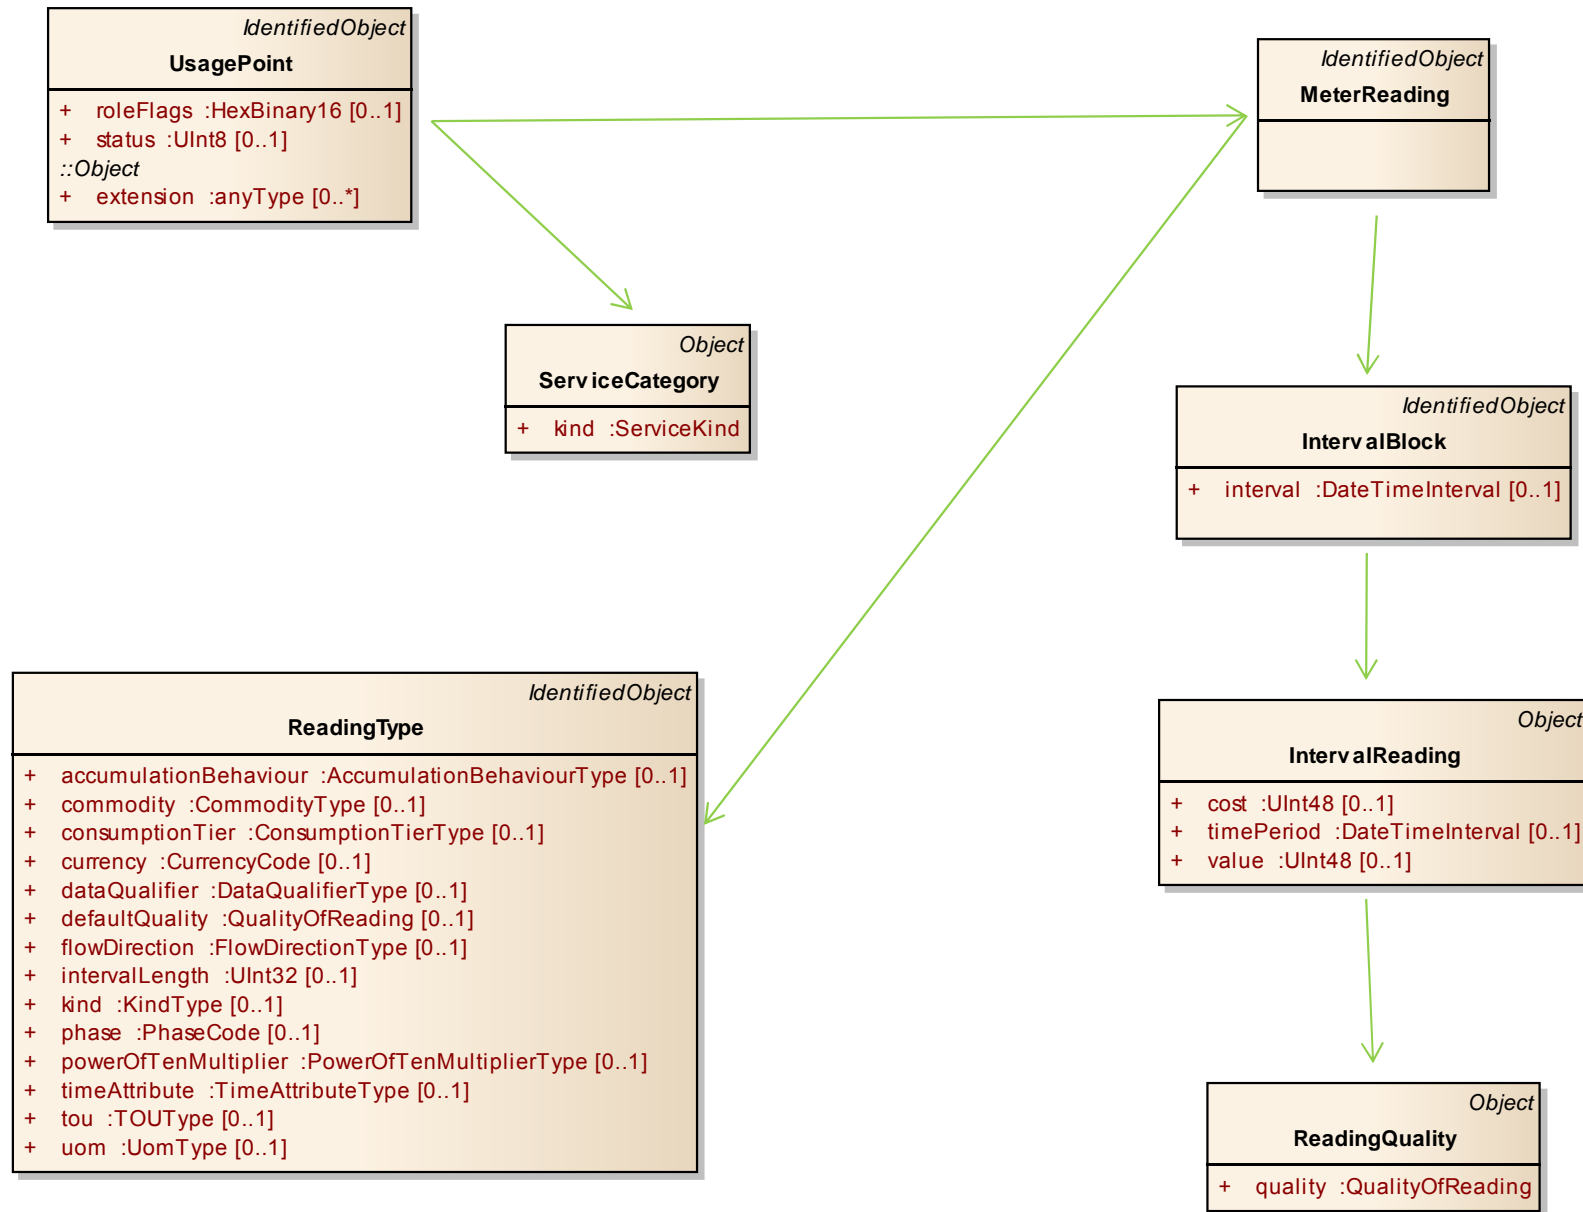 IdentifiedObject
UsagePoint
+ roleFlags :HexBinary16 [0..1]
+ status :UInt8 [0..1]
::Object
+ extension :anyType [0..*]
IdentifiedObject
MeterReading
Object
ServiceCategory
+ kind :ServiceKind
IdentifiedObject
IntervalBlock
+ interval :DateTimeInterval [0..1]
IdentifiedObject
ReadingType
+ accumulationBehaviour :AccumulationBehaviourType [0..1]
+ commodity :CommodityType [0..1]
+ consumptionTier :ConsumptionTierType [0..1]
+ currency :CurrencyCode [0..1]
+ dataQualifier :DataQualifierType [0..1]
+ defaultQuality :QualityOfReading [0..1]
+ flowDirection :FlowDirectionType [0..1]
+ intervalLength :UInt32 [0..1]
+ kind :KindType [0..1]
+ phase :PhaseCode [0..1]
+ powerOfTenMultiplier :PowerOfTenMultiplierType [0..1]
+ timeAttribute :TimeAttributeType [0..1]
+ tou :TOUType [0..1]
+ uom :UomType [0..1]
Object
IntervalReading
+ cost :UInt48 [0..1]
+ timePeriod :DateTimeInterval [0..1]
+ value :UInt48 [0..1]
Object
ReadingQuality
+ quality :QualityOfReading